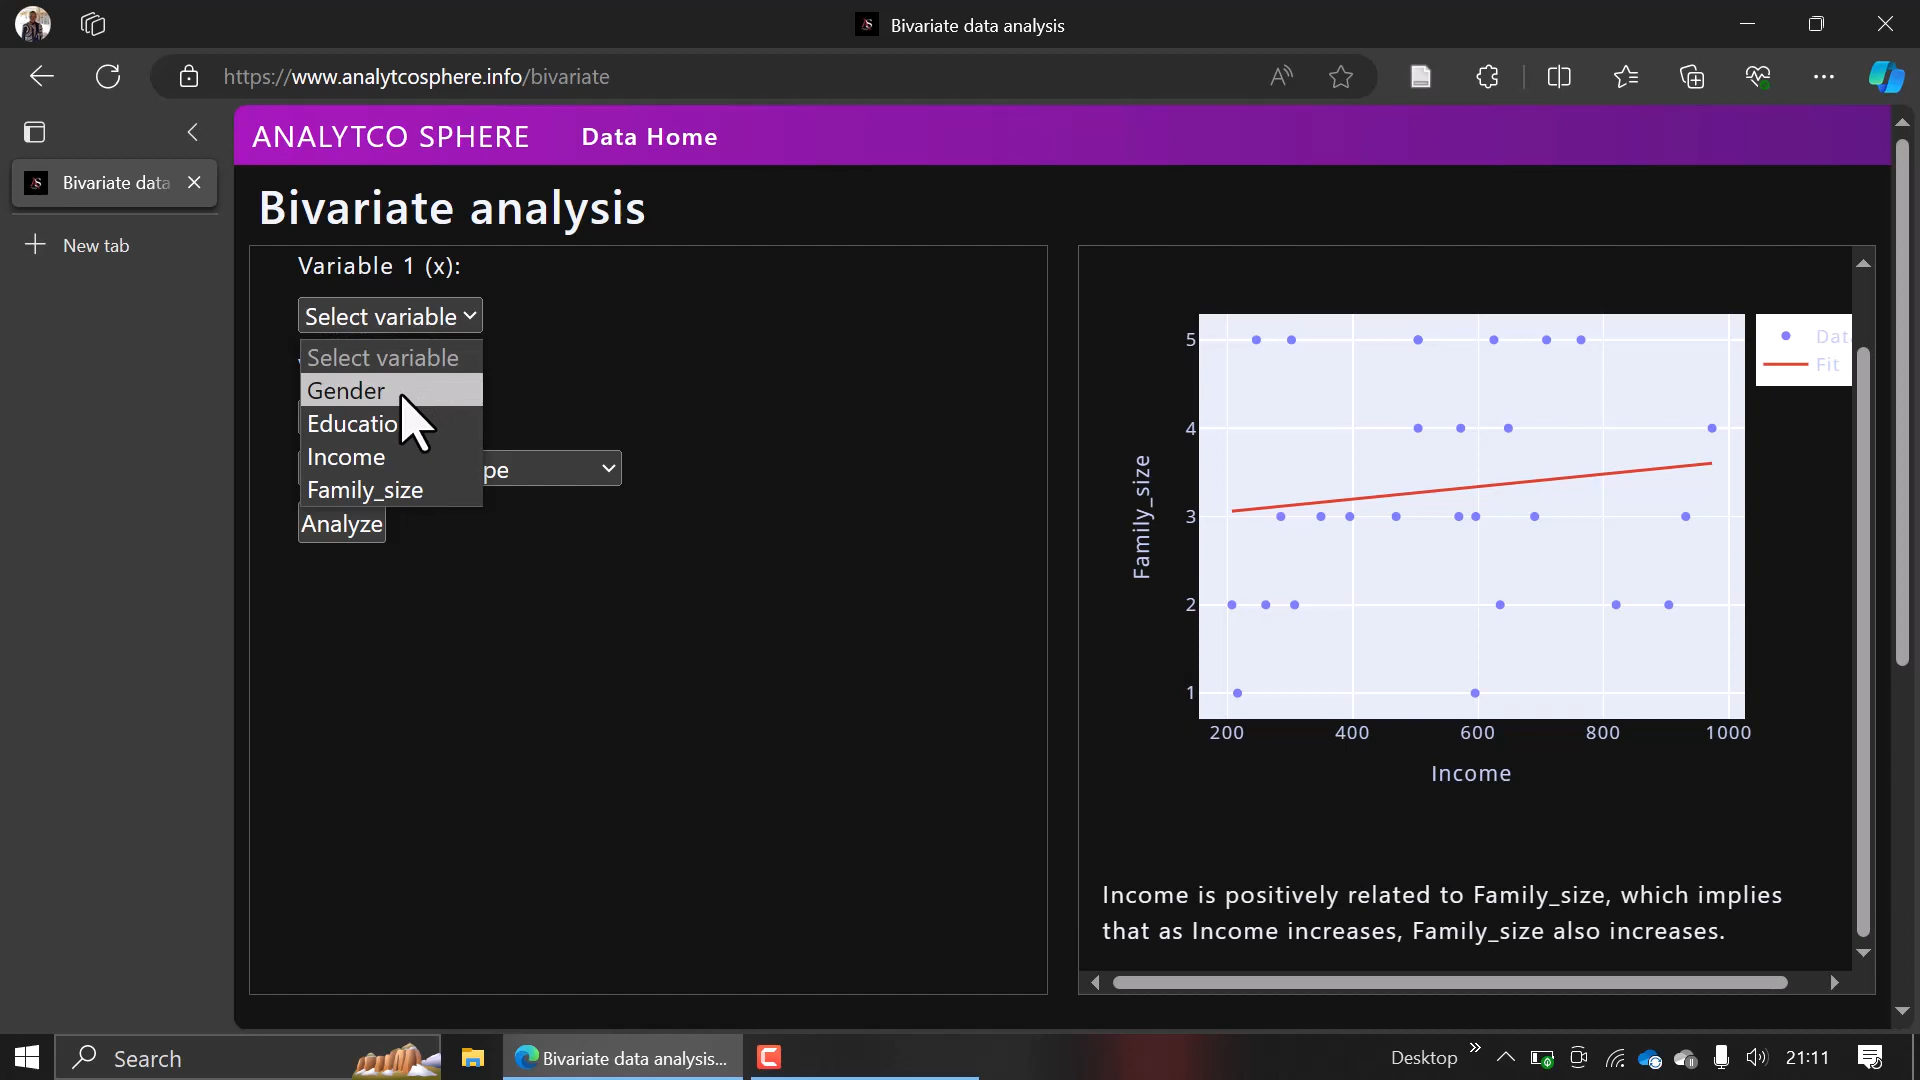 Bivariate data analysis
https://www.analytcosphere.info/bivariate
Bivariate data
New tab
ANALYTCO SPHERE Data Home
Bivariate analysis
Variable 1 (x):
Select variable
Select variable
Gender
Educatio
Income
Family_size
pe
Analyze
5
4
3
2
1
Family_size
200 400 600 800 1000
Income
Dat
Fit
Income is positively related to Family_size, which implies
that as Income increases, Family_size also increases.
Search
Bivariate data analysis...
Desktop
21:11